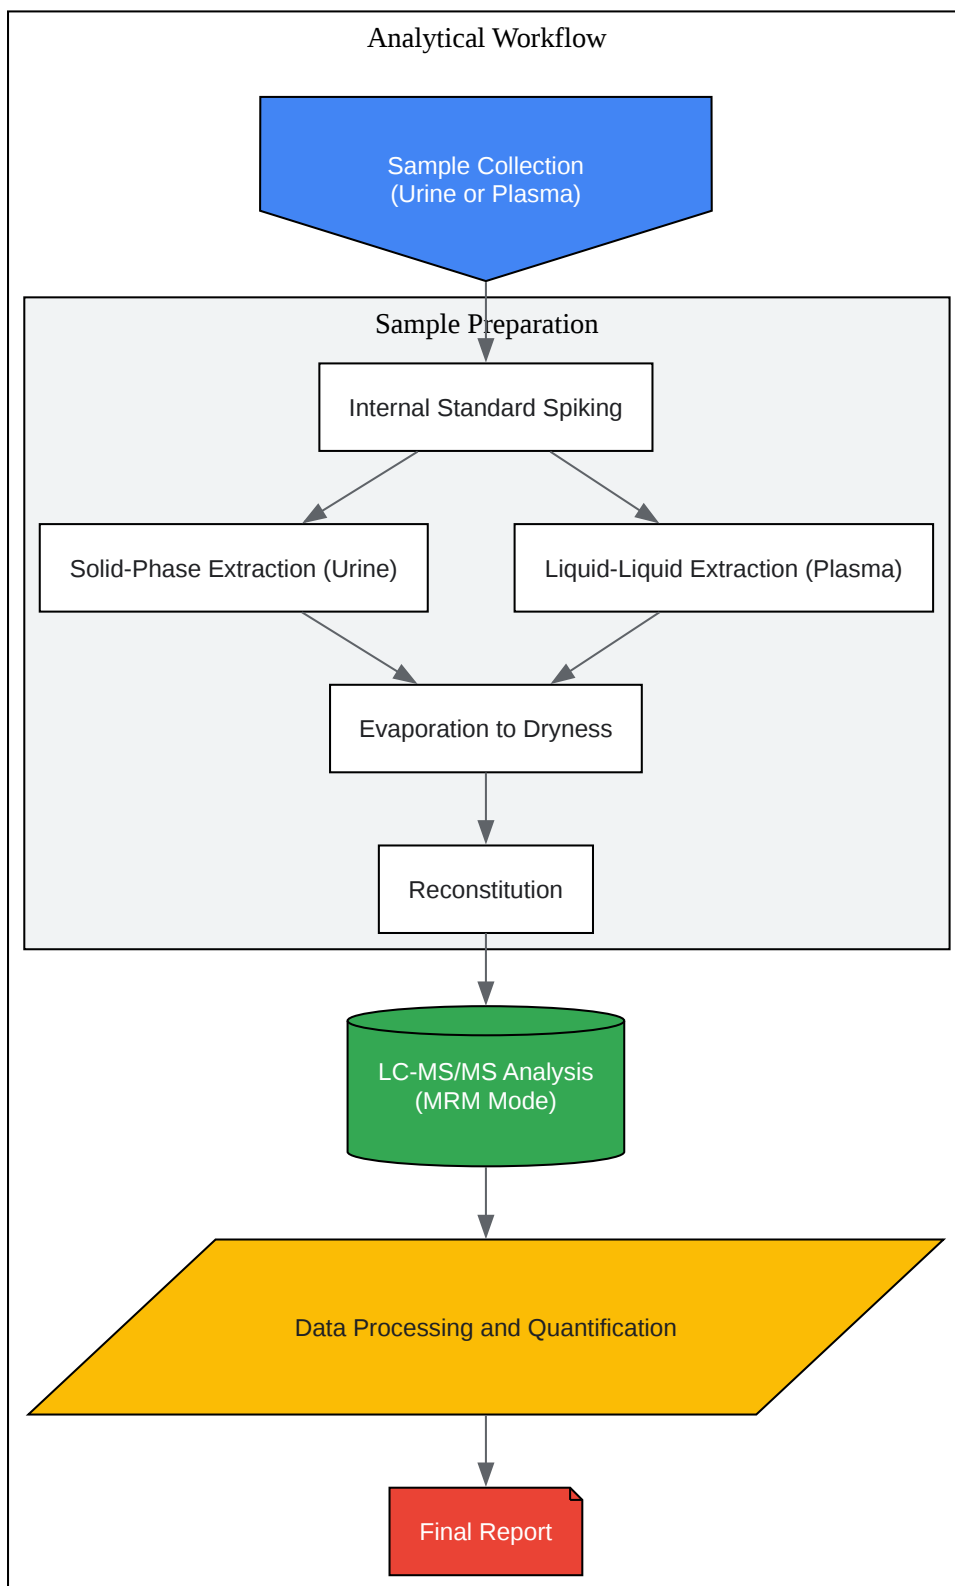 Analytical Workflow
Sample Collection
(Urine or Plasma)
Sample Preparation
Internal Standard Spiking
Solid-Phase Extraction (Urine)
Liquid-Liquid Extraction (Plasma)
Evaporation to Dryness
Reconstitution
LC-MS/MS Analysis
(MRM Mode)
Data Processing and Quantification
Final Report